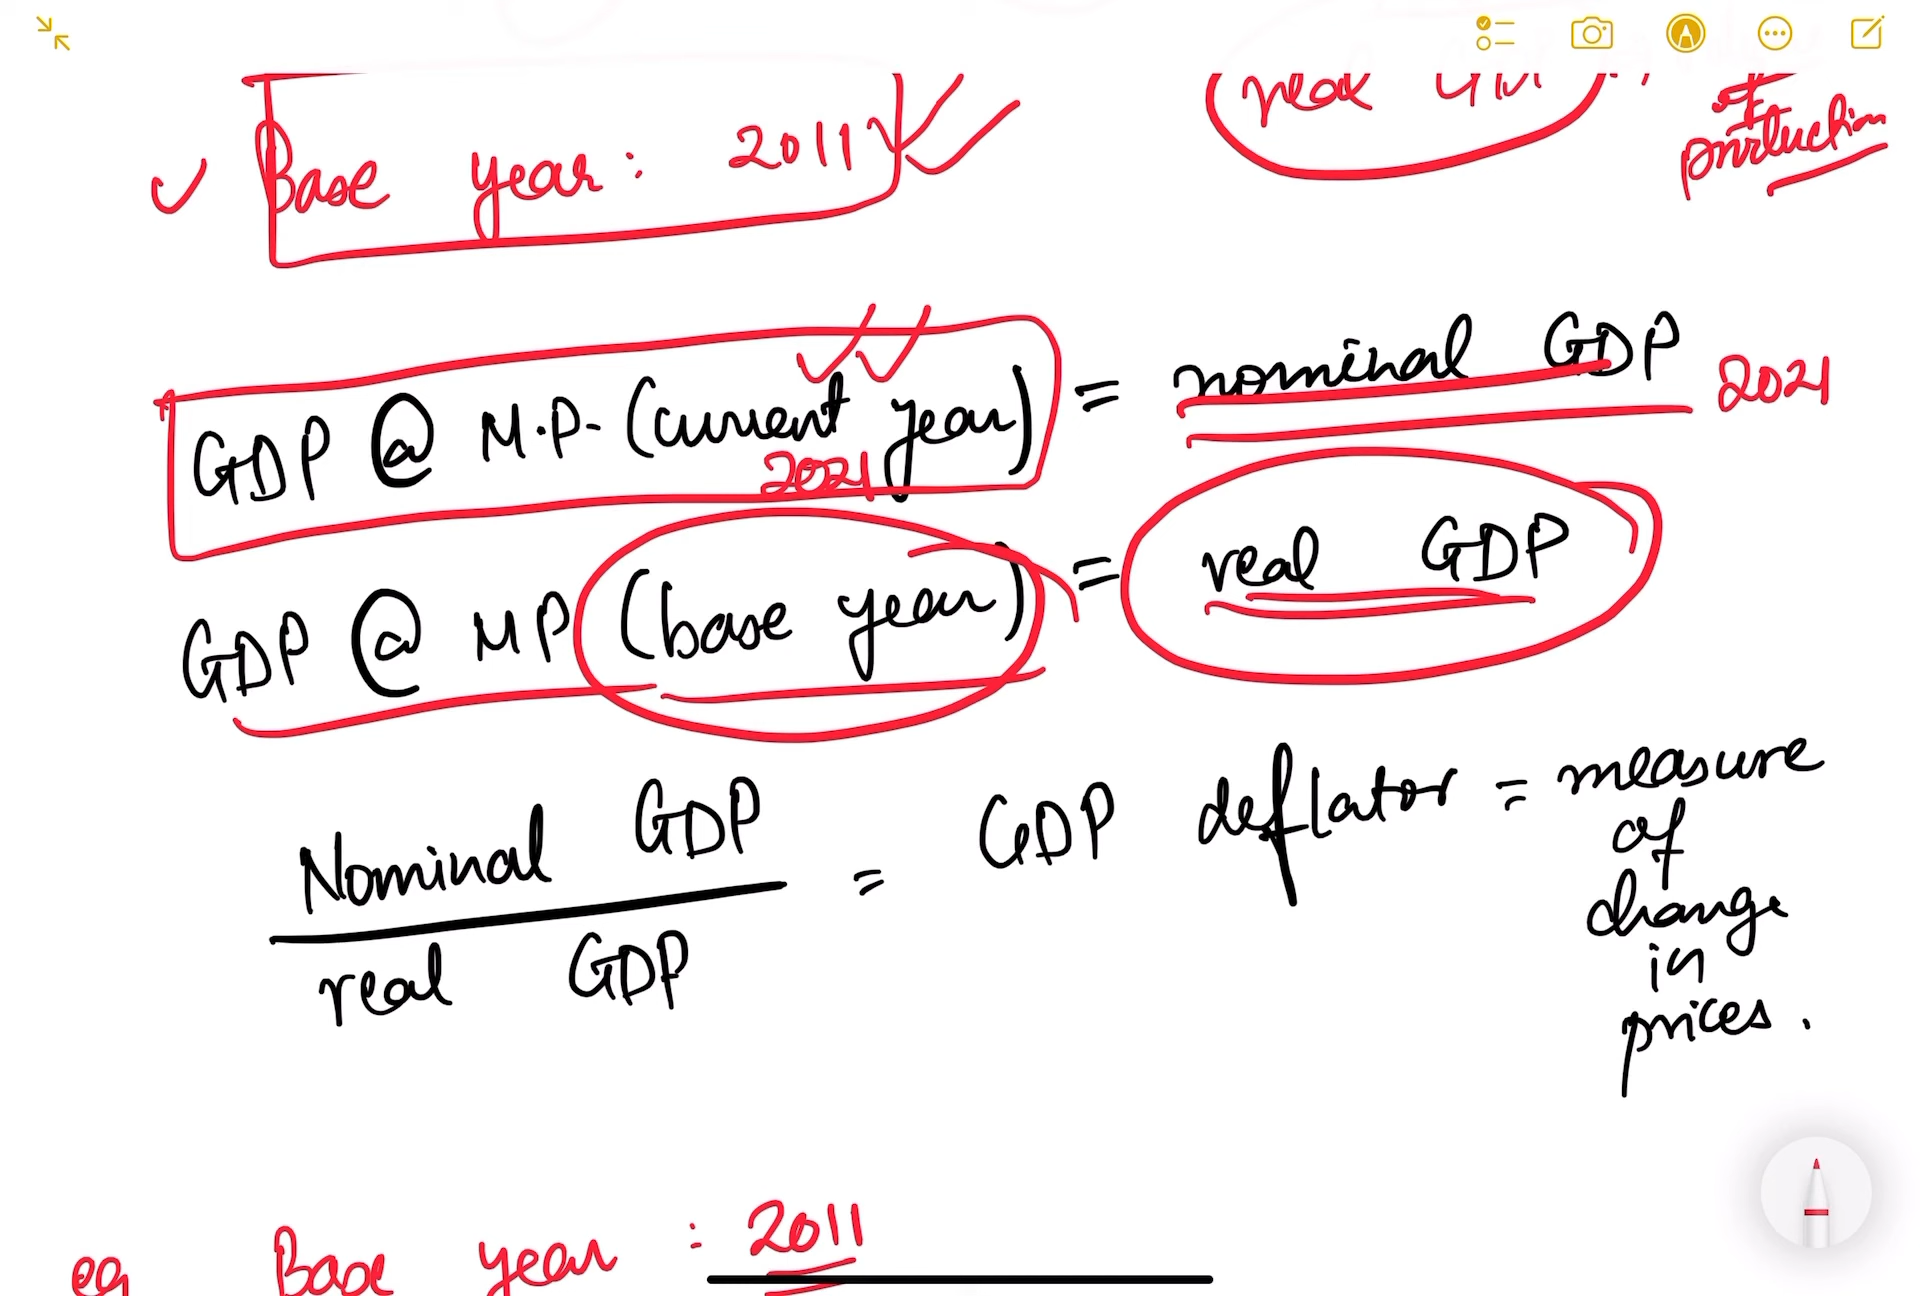 real
of
production
Base year : 2011
GDP @ M.P. (current year) = nominal GDP 2021
2021
GDP @ MP (base year) = real GDP
Nominal GDP
real GDP
= GDP deflator = measure
of
change
in
prices.
eg Base year : 2011